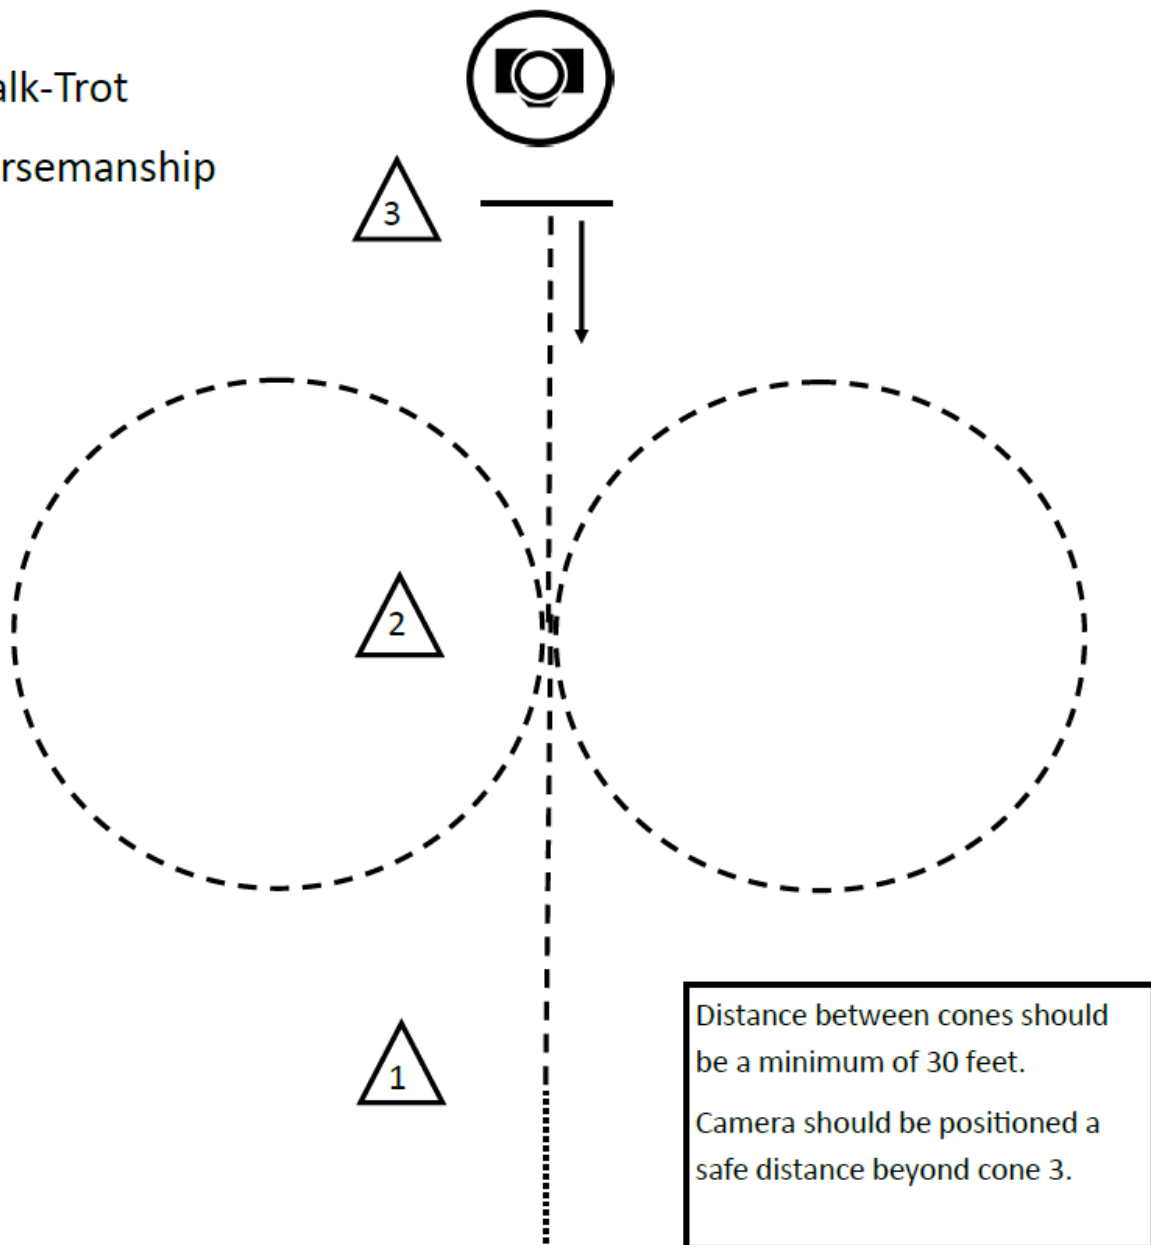 alk-Trot
rsemanship
3
2
1
Distance between cones should
be a minimum of 30 feet.
Camera should be positioned a
safe distance beyond cone 3.